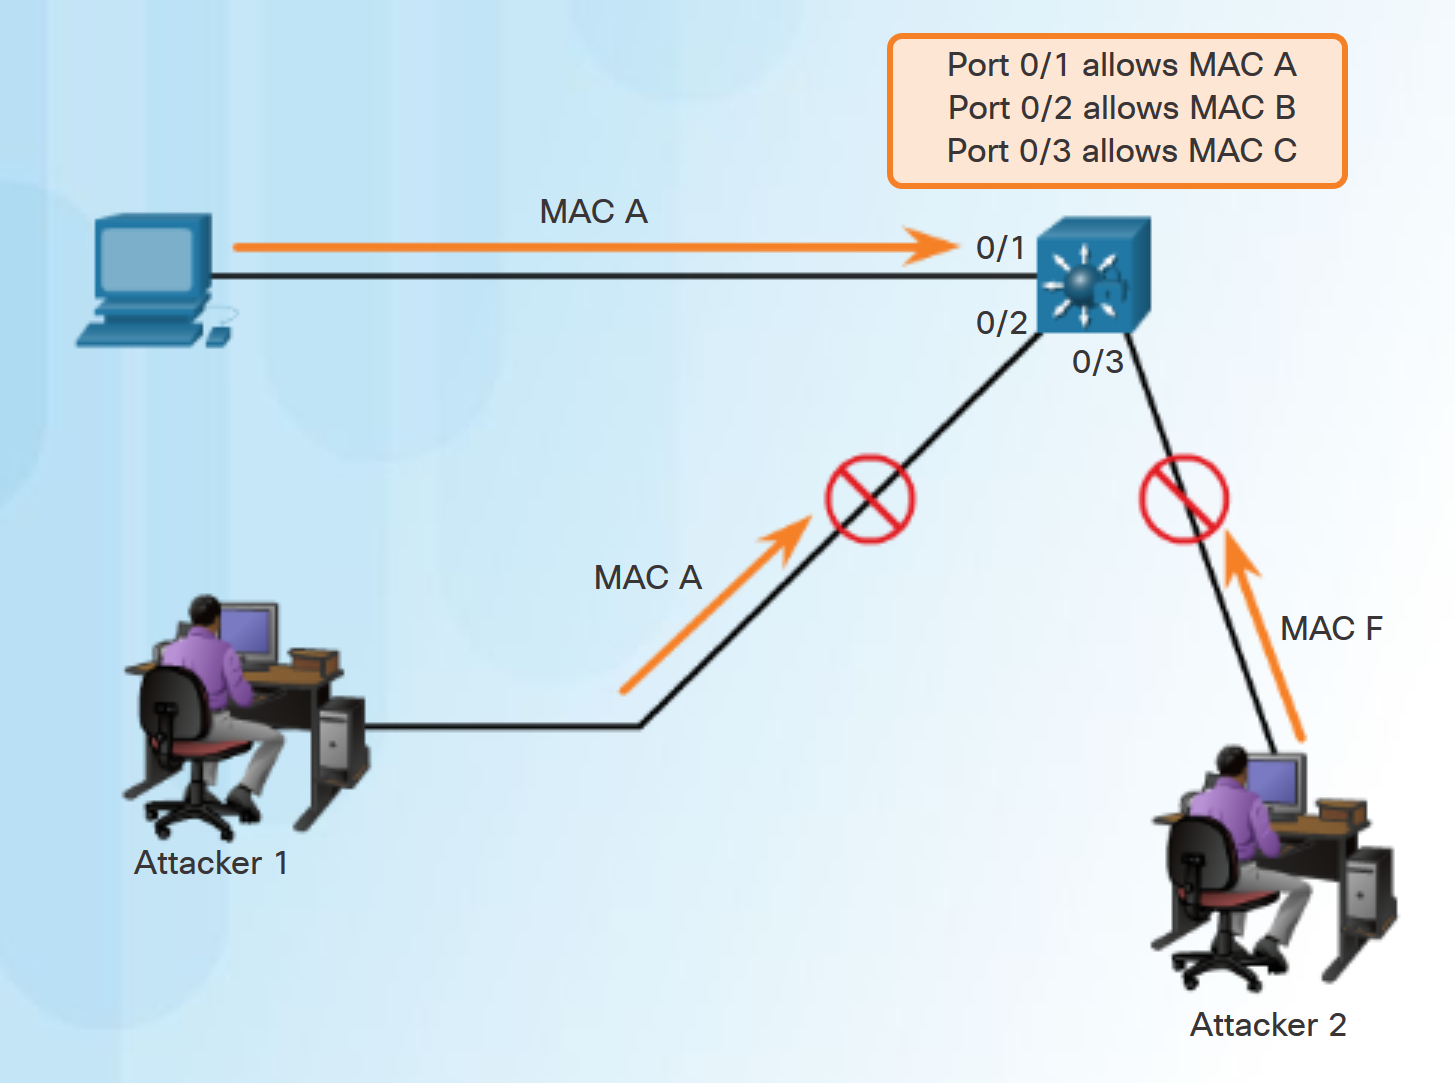 Port 0/1 allows MAC A
Port 0/2 allows MAC B
Port 0/3 allows MAC C
MAC A
0/1
0/2
0/3
MAC A
MAC F
Attacker 1
Attacker 2